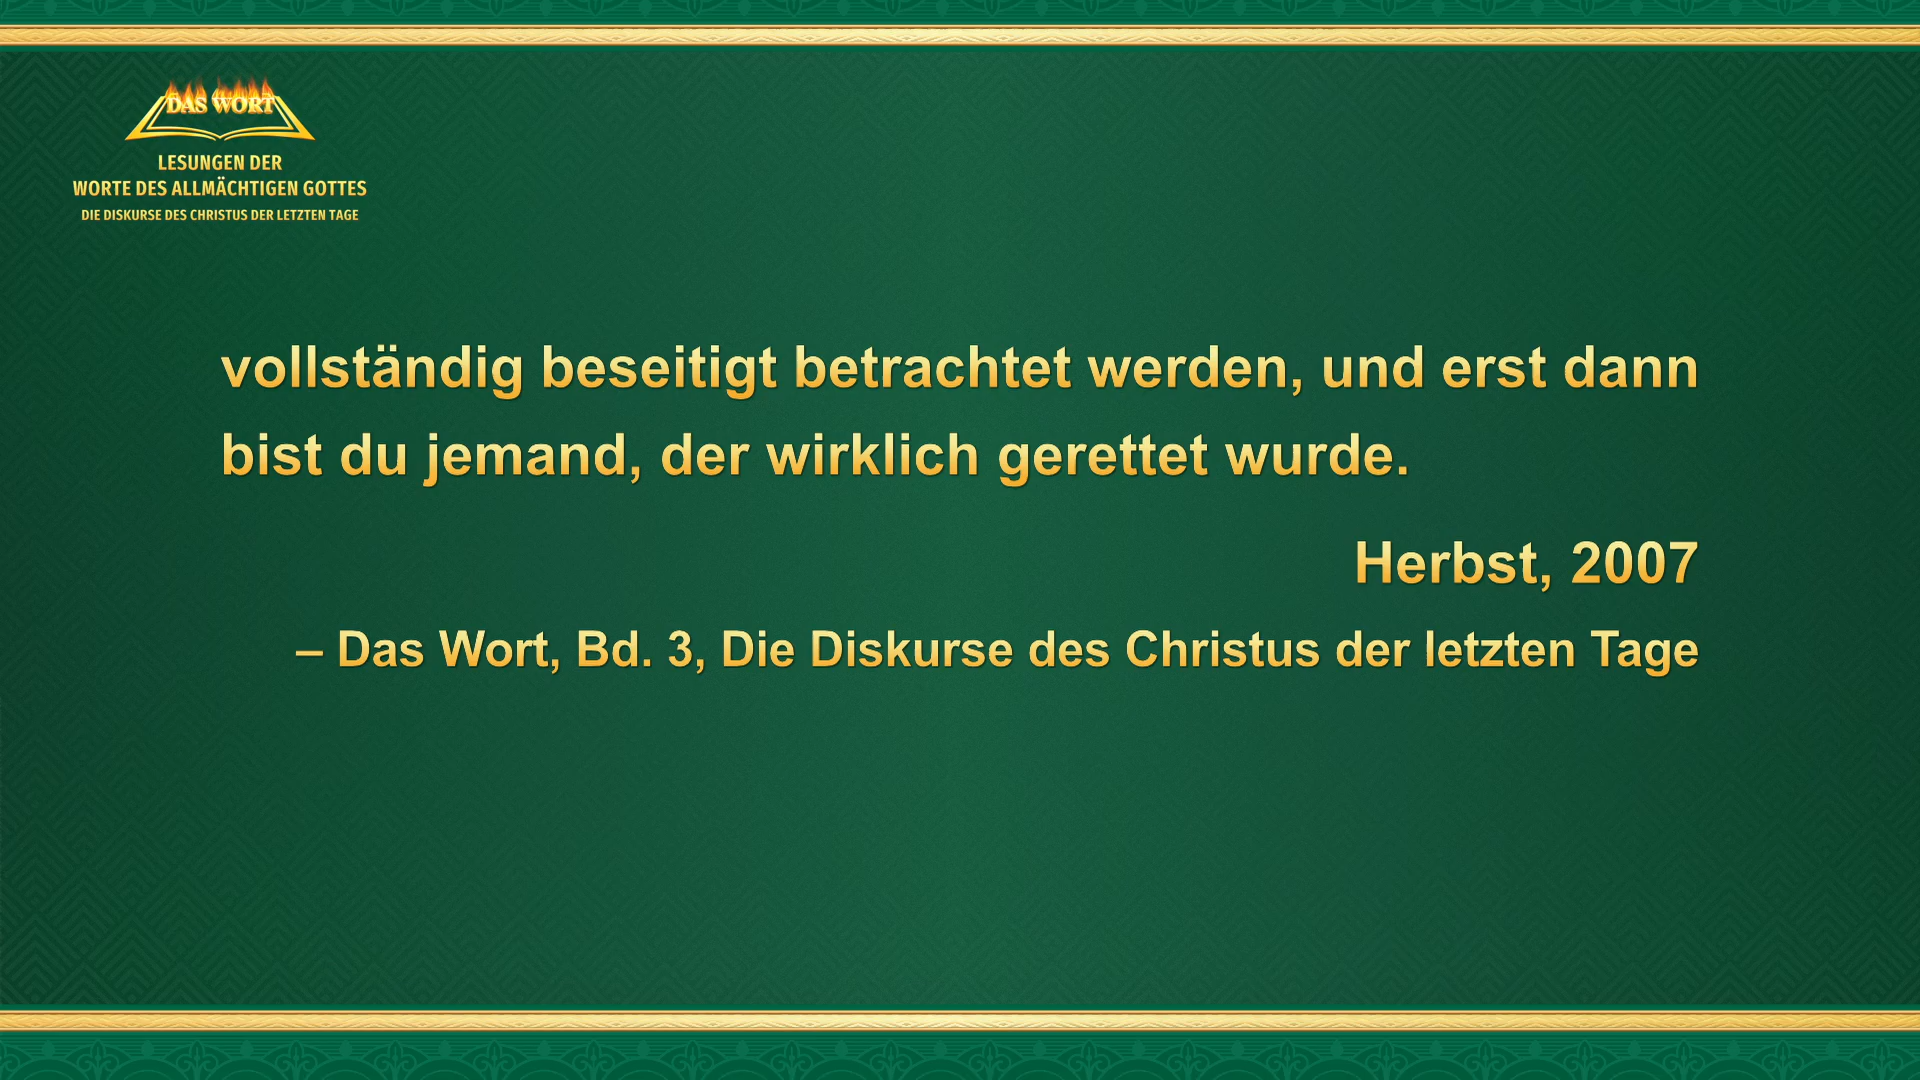 DAS WORT
LESUNGEN DER
WORTE DES ALLMÄCHTIGEN GOTTES
DIE DISKURSE DES CHRISTUS DER LETZTEN TAGE
vollständig beseitigt betrachtet werden, und erst dann
bist du jemand, der wirklich gerettet wurde.
Herbst, 2007
– Das Wort, Bd. 3, Die Diskurse des Christus der letzten Tage